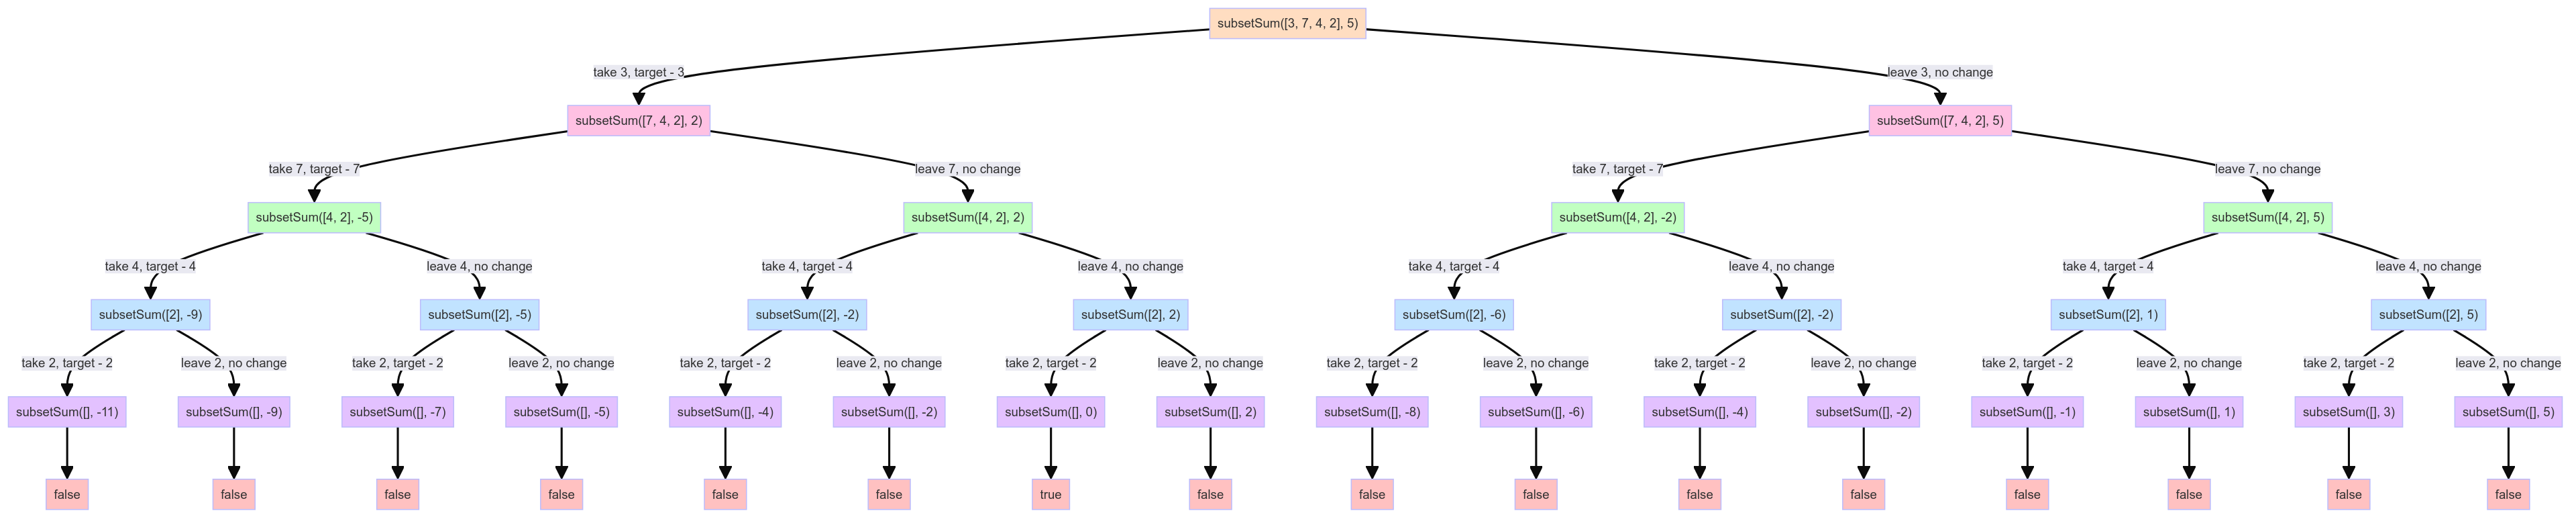 subsetSum([3, 7, 4, 2], 5)
take 3, target - 3
leave 3, no change
subsetSum([7, 4, 2], 2)
subsetSum([7, 4, 2], 5)
take 7, target - 7
leave 7, no change
take 7, target - 7
leave 7, no change
subsetSum([4, 2], -5)
subsetSum([4, 2], 2)
subsetSum([4, 2], -2)
subsetSum([4, 2], 5)
take 4, target - 4
leave 4, no change
take 4, target - 4
leave 4, no change
take 4, target - 4
leave 4, no change
take 4, target - 4
leave 4, no change
subsetSum([2], -9)
subsetSum([2], -5)
subsetSum([2], -2)
subsetSum([2], 2)
subsetSum([2], -6)
subsetSum([2], -2)
subsetSum([2], 1)
subsetSum([2], 5)
take 2, target - 2
leave 2, no change
take 2, target - 2
leave 2, no change
take 2, target - 2
leave 2, no change
take 2, target - 2
leave 2, no change
take 2, target - 2
leave 2, no change
take 2, target - 2
leave 2, no change
take 2, target - 2
leave 2, no change
take 2, target - 2
leave 2, no change
subsetSum([], -11)
subsetSum([], -9)
subsetSum([], -7)
subsetSum([], -5)
subsetSum([], -4)
subsetSum([], -2)
subsetSum([], 0)
subsetSum([], 2)
subsetSum([], -8)
subsetSum([], -6)
subsetSum([], -4)
subsetSum([], -2)
subsetSum([], -1)
subsetSum([], 1)
subsetSum([], 3)
subsetSum([], 5)
false
false
false
false
false
false
true
false
false
false
false
false
false
false
false
false